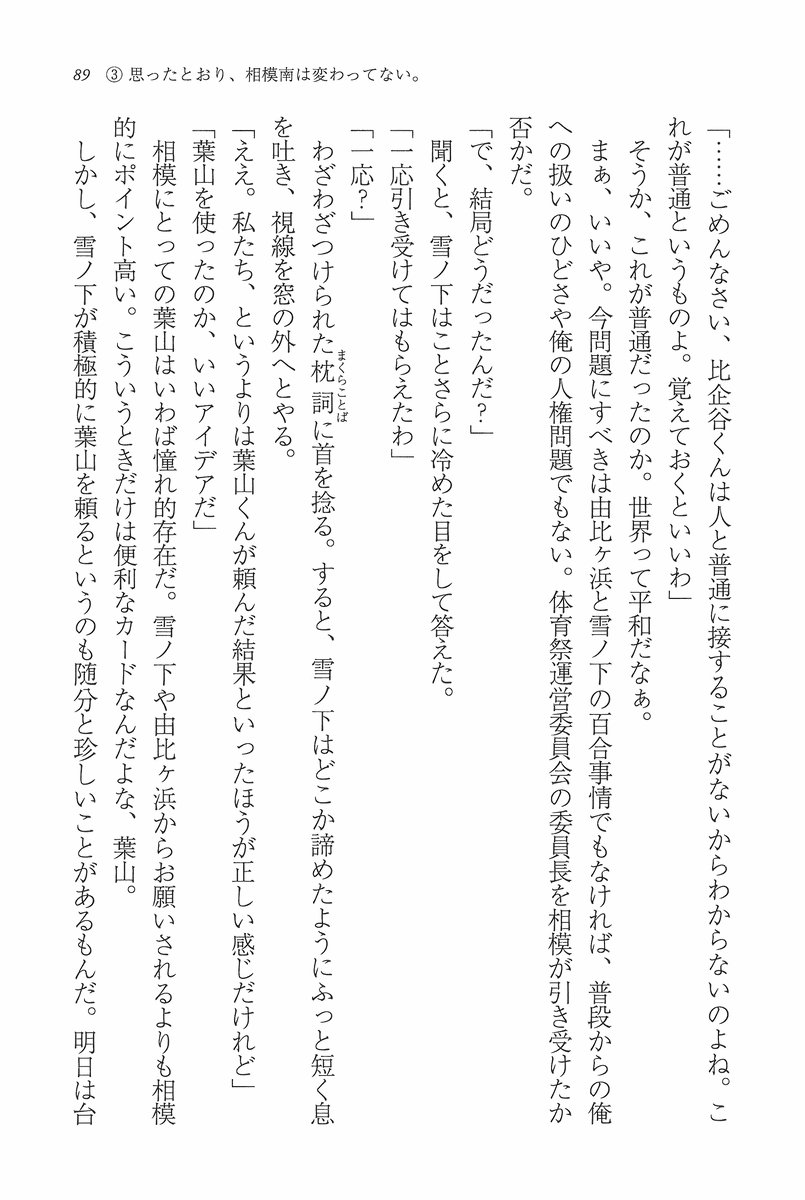 89 ③ 思ったとおり、相模南は変わってない。
「……ごめんなさい、比企谷くんは人と普通に接することがないからわからないのよね。こ
れが普通というものよ。覚えておくといいわ」
そうか、これが普通だったのか。世界って平和だなぁ。
まぁ、いいや。今問題にすべきは由比ヶ浜と雪ノ下の百合事情でもなければ、普段からの俺
への扱いのひどさや俺の人権問題でもない。体育祭運営委員会の委員長を相模が引き受けたか
否かだ。
「で、結局どうだったんだ？」
聞くと、雪ノ下はことさらに冷めた目をして答えた。
「一応引き受けてはもらえたわ」
「一応？」
わざわざつけられた枕詞に首を捻る。すると、雪ノ下はどこか諦めたようにふっと短く息
まくらことば
を吐き、視線を窓の外へとやる。
「ええ。私たち、というよりは葉山くんが頼んだ結果といったほうが正しい感じだけれど」
「葉山を使ったのか、いいアイデアだ」
相模にとっての葉山はいわば憧れ的存在だ。雪ノ下や由比ヶ浜からお願いされるよりも相模
的にポイント高い。こういうときだけは便利なカードなんだよな、葉山。
しかし、雪ノ下が積極的に葉山を頼るというのも随分と珍しいことがあるもんだ。明日は台